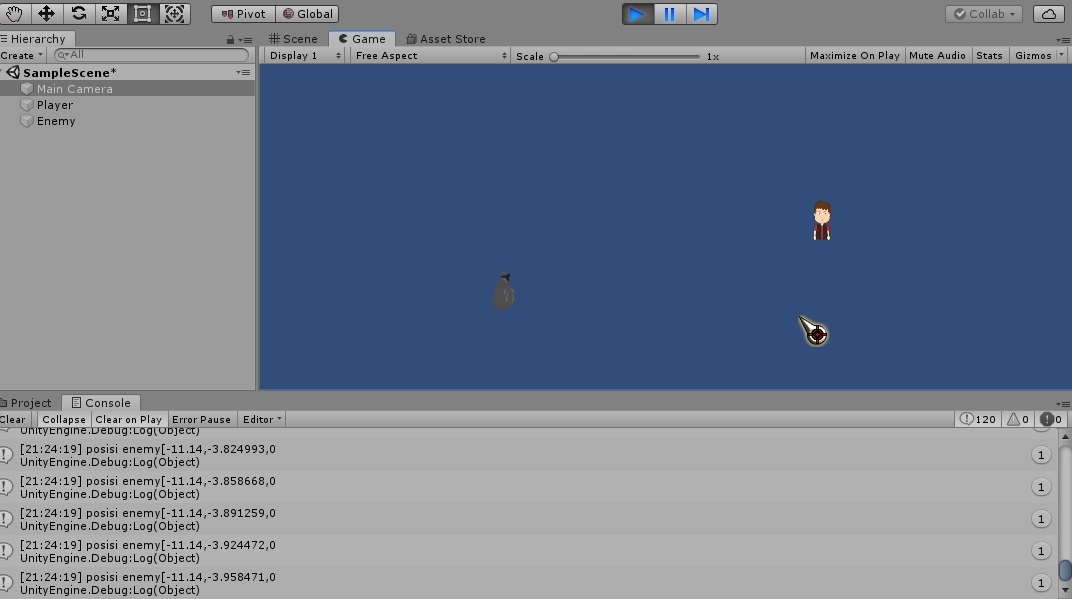 Pivot Global Collab
Hierarchy Scene Game Asset Store
Create All Display 1 Free Aspect Scale 1x Maximize On Play Mute Audio Stats Gizmos
SampleScene*
Main Camera
Player
Enemy
Project Console
Clear Collapse Clear on Play Error Pause Editor 120 0 0
UnityEngine.Debug:Log(Object)
[21:24:19] posisi enemy[-11.14,-3.824993,0
UnityEngine.Debug:Log(Object) 1
[21:24:19] posisi enemy[-11.14,-3.858668,0
UnityEngine.Debug:Log(Object) 1
[21:24:19] posisi enemy[-11.14,-3.891259,0
UnityEngine.Debug:Log(Object) 1
[21:24:19] posisi enemy[-11.14,-3.924472,0
UnityEngine.Debug:Log(Object) 1
[21:24:19] posisi enemy[-11.14,-3.958471,0
UnityEngine.Debug:Log(Object) 1